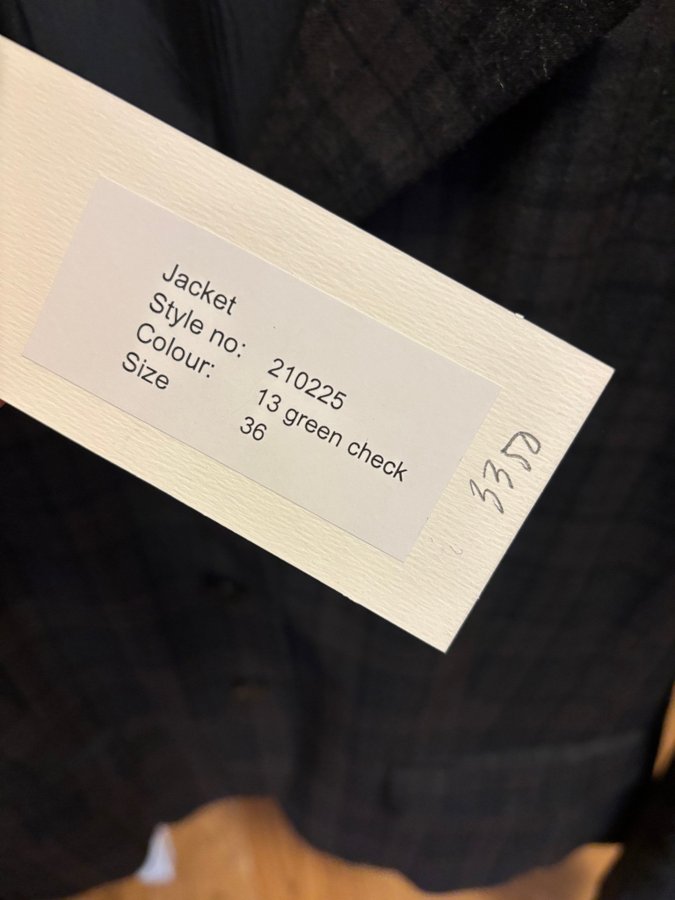 Jacket
Style no: 210225
Colour: 13 green check
Size 36
3350